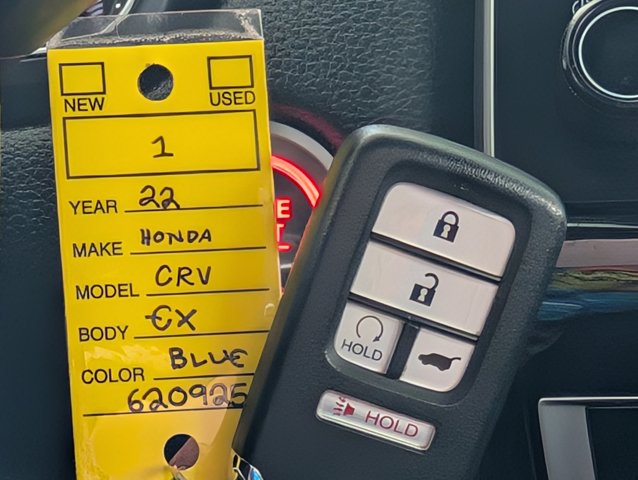 NEW USED
1
YEAR 22
MAKE HONDA
MODEL CRV
BODY EX
COLOR BLUE
620925
HOLD
HOLD